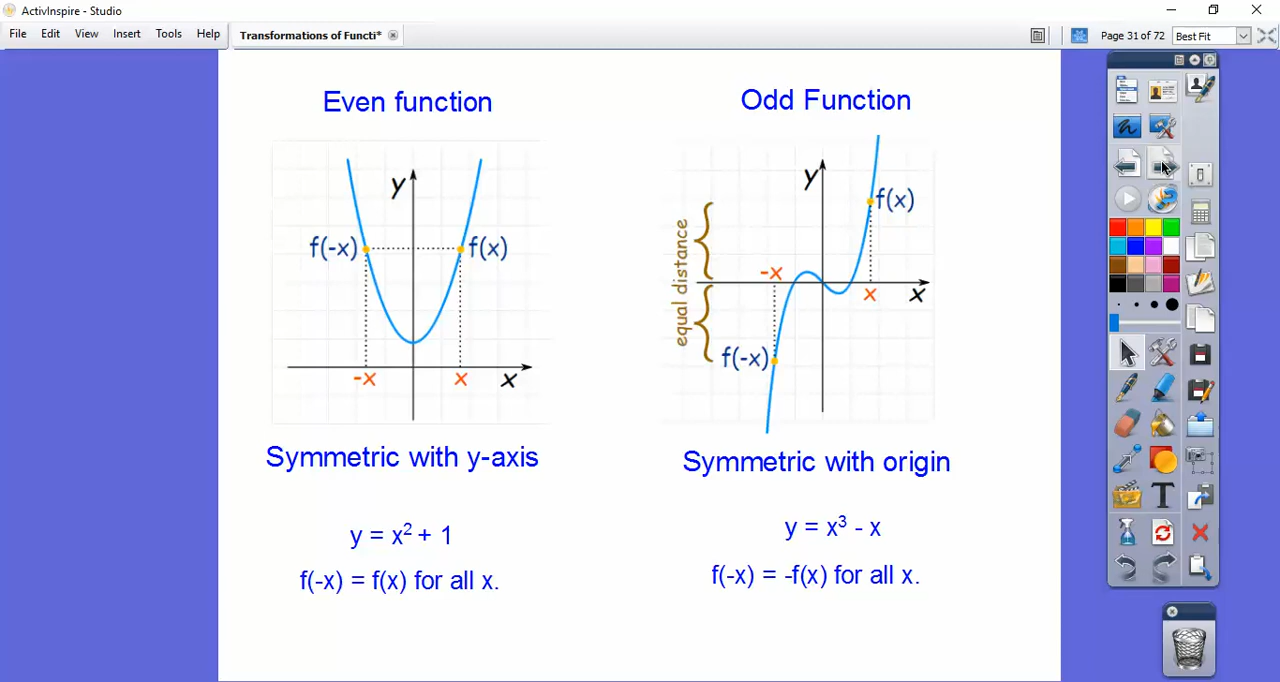 ActivInspire - Studio
File Edit View Insert Tools Help
Transformations of Functi*
Page 31 of 72
Best Fit
Even function
y
f(-x)
f(x)
-x
x
x
Symmetric with y-axis
y = x² + 1
f(-x) = f(x) for all x.
Odd Function
y
f(x)
equal distance
-x
x
x
f(-x)
Symmetric with origin
y = x³ - x
f(-x) = -f(x) for all x.